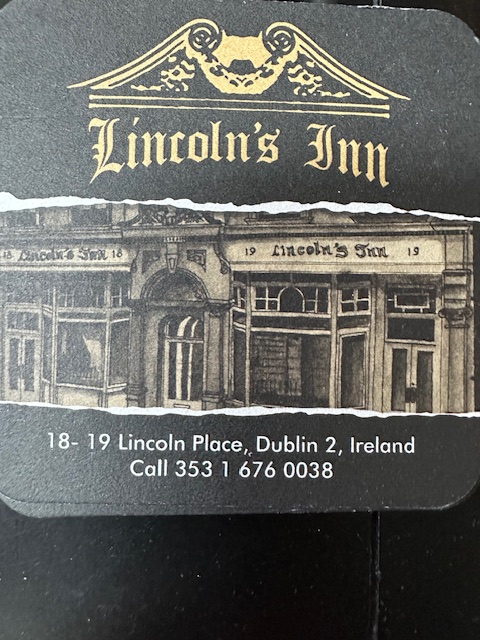 Lincoln's Inn
18 Lincoln's Inn 18
19 Lincoln's Inn 19
18- 19 Lincoln Place, Dublin 2, Ireland
Call 353 1 676 0038